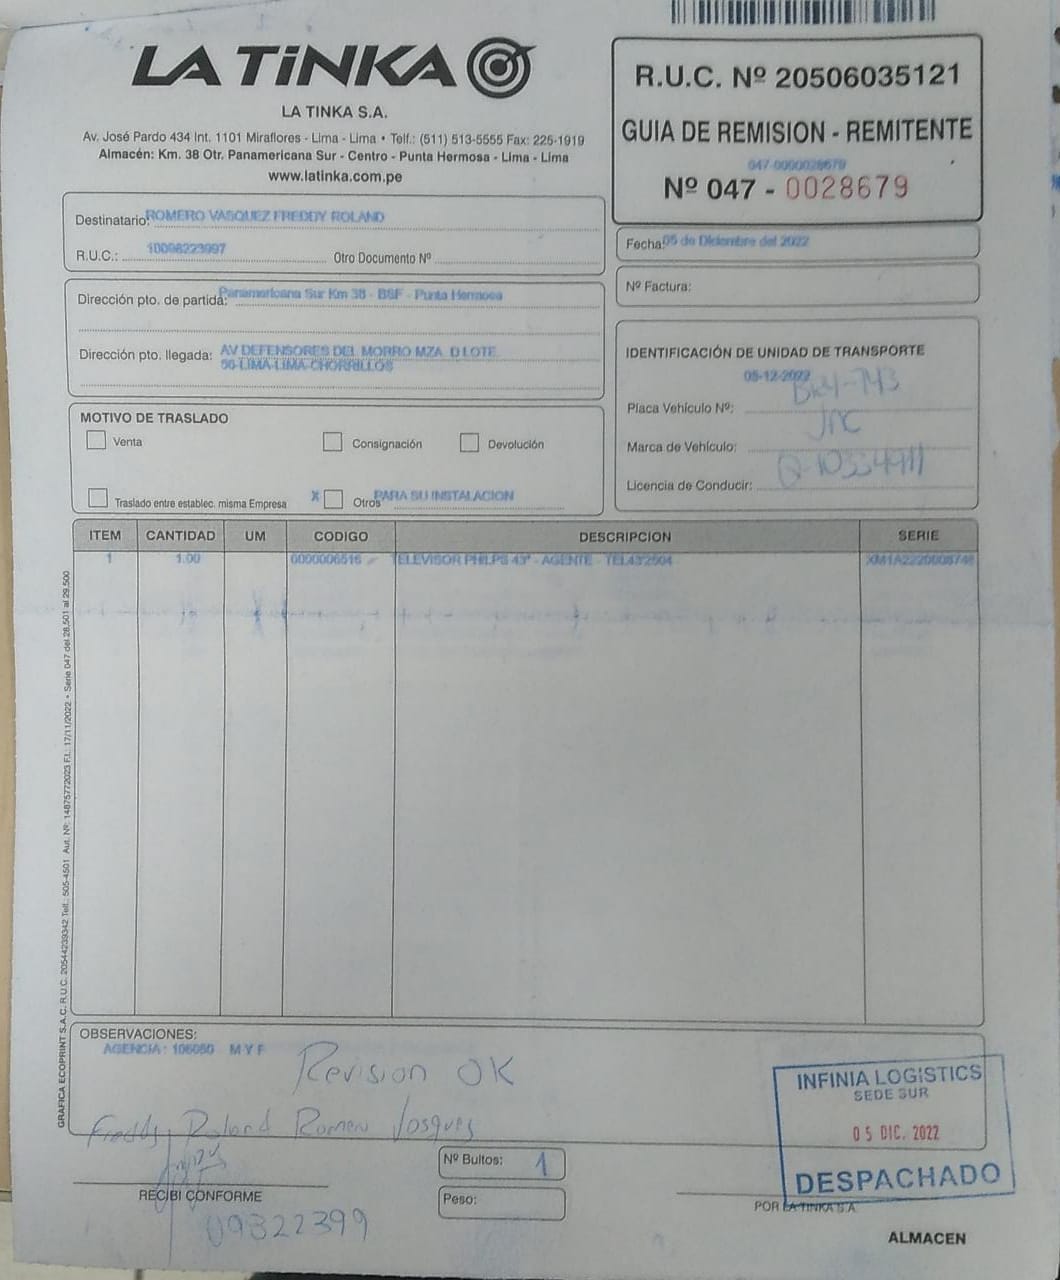 LA TiNKA
LA TINKA S.A.
Av. José Pardo 434 Int. 1101 Miraflores - Lima - Lima • Telf.: (511) 513-5555 Fax: 225-1919
Almacén: Km. 38 Otr. Panamericana Sur - Centro - Punta Hermosa - Lima - Lima
www.latinka.com.pe
R.U.C. Nº 20506035121
GUIA DE REMISION - REMITENTE
047-0000028679
Nº 047 - 0028679
Destinatario: ROMERO VASQUEZ FREDDY ROLAND
R.U.C.: 10098223997 Otro Documento Nº
Fecha: 05 de Diciembre del 2022
Nº Factura:
Dirección pto. de partida: Panamericana Sur Km 38 - BSF - Punta Hermosa
Dirección pto. llegada: AV DEFENSORES DEL MORRO MZA. D LOTE.
56-LIMA-LIMA-CHORRILLOS
IDENTIFICACIÓN DE UNIDAD DE TRANSPORTE
05-12-2022
Placa Vehículo Nº: -743
Marca de Vehículo: JAC
Licencia de Conducir:
MOTIVO DE TRASLADO
Venta Consignación Devolución
Traslado entre establec. misma Empresa X Otros PARA SU INSTALACION
ITEM CANTIDAD UM CODIGO DESCRIPCION SERIE
1 1.00 0000006516 TELEVISOR PHILPS 43" - AGENTE - TEL432504
GRAFICA ECOPRINT S.A.C. R.U.C. 20544239342 Telf.: 505-4501 Aut. Nº: 14875772023 F.I.: 17/11/2022 • Serie 047 del 28,501 al 29,500
OBSERVACIONES:
AGENCIA: 106080 M Y F
Revision OK
Freddy Roland Romero Vasquez
RECIBI CONFORME
09822399
Nº Bultos: 1
Peso:
INFINIA LOGISTICS
SEDE SUR
05 DIC. 2022
DESPACHADO
POR LA TINKA S.A.
ALMACEN